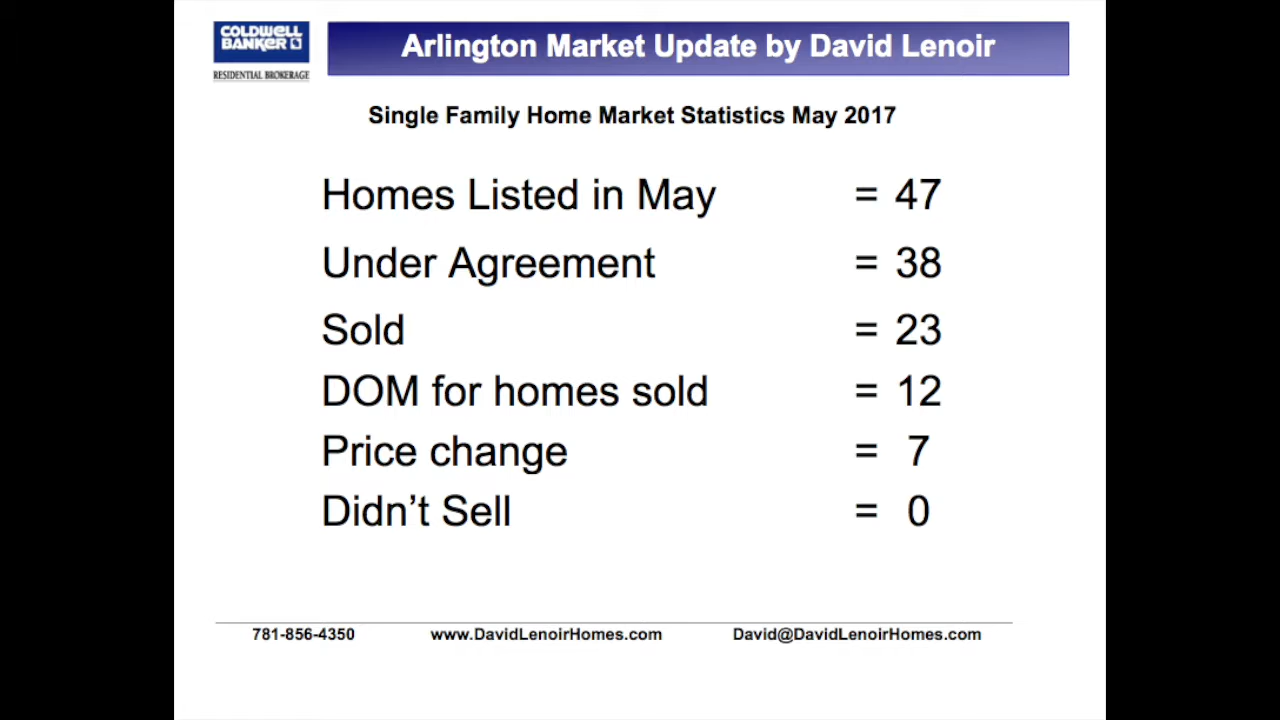 COLDWELL
BANKER
RESIDENTIAL BROKERAGE
Arlington Market Update by David Lenoir
Single Family Home Market Statistics May 2017
Homes Listed in May = 47
Under Agreement = 38
Sold = 23
DOM for homes sold = 12
Price change = 7
Didn’t Sell = 0
781-856-4350 www.DavidLenoirHomes.com David@DavidLenoirHomes.com